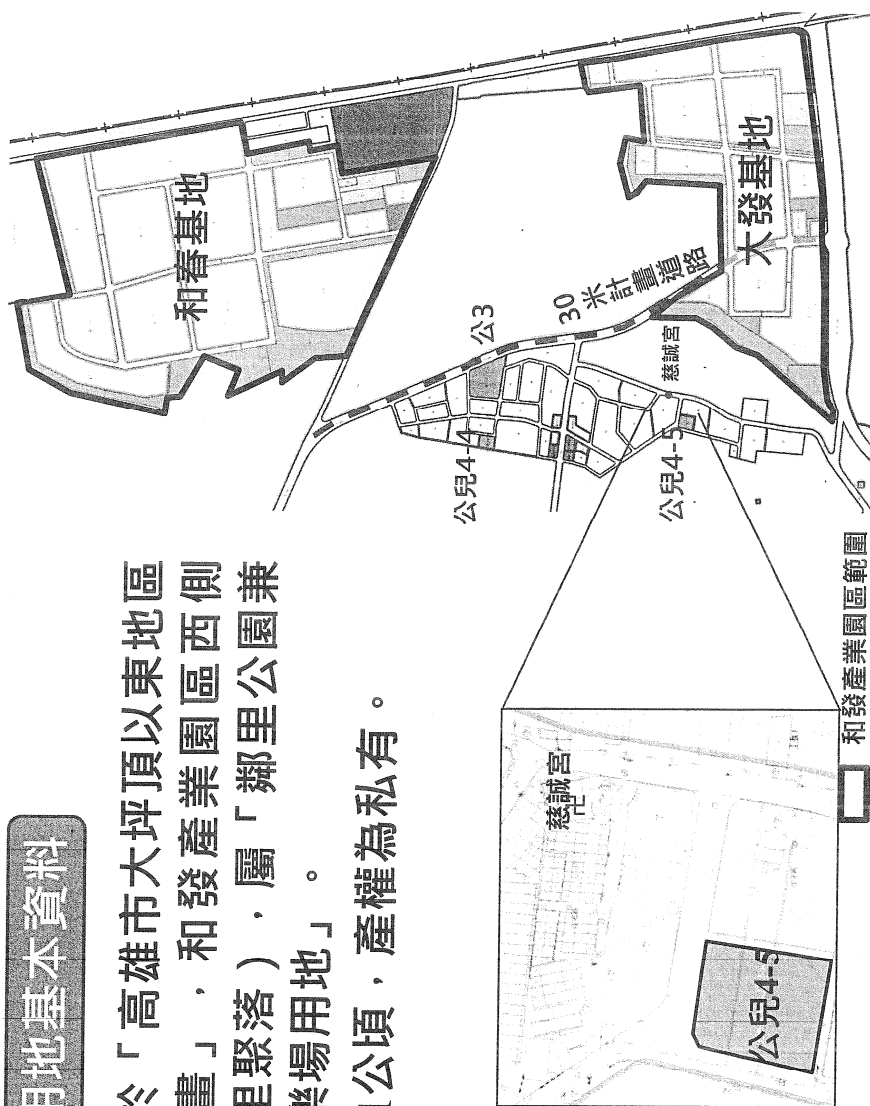 用地基本資料
於「高雄市大坪頂以東地區
畫」，和發產業園區西側
里聚落），屬「鄰里公園兼
樂場用地」。
公頃，產權為私有。
和春基地
大發基地
30米計畫道路
公3
公兒4-4
公兒4-5
慈誠宮
慈誠宮
公兒4-5
和發產業園區範圍